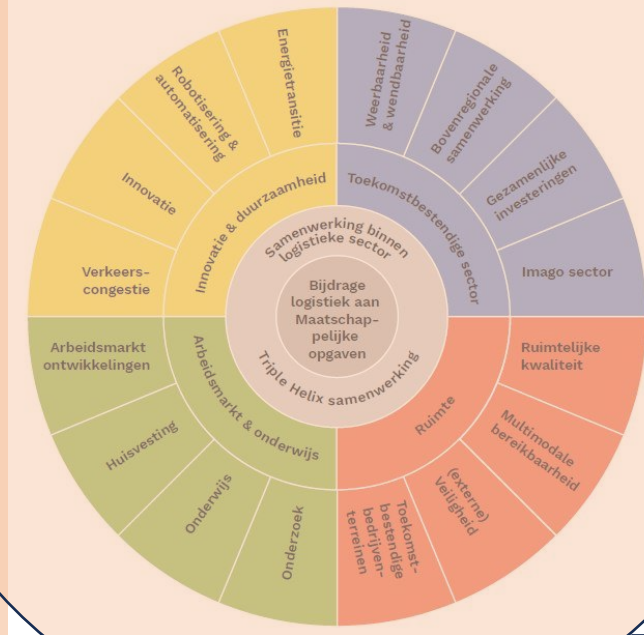 Energietransitie
Robotisering &
automatisering
Innovatie
Verkeers-
congestie
Innovatie & duurzaamheid
Weerbaarheid
& wendbaarheid
Bovenregionale
samenwerking
Gezamenlijke
investeringen
Imago sector
Toekomstbestendige sector
Samenwerking binnen
logistieke sector
Bijdrage
logistiek aan
Maatschap-
pelijke
opgaven
Triple Helix samenwerking
Arbeidsmarkt & onderwijs
Arbeidsmarkt
ontwikkelingen
Huisvesting
Onderwijs
Onderzoek
Ruimte
Ruimtelijke
kwaliteit
Multimodale
bereikbaarheid
(externe)
Veiligheid
Toekomst-
bestendige
bedrijven-
terreinen